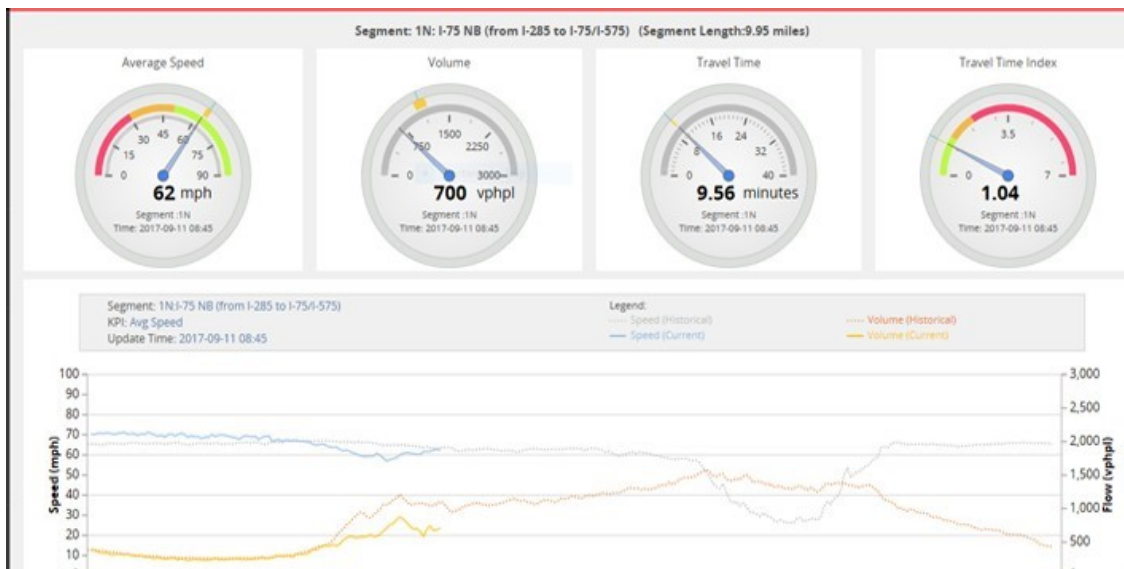 Segment: 1N: I-75 NB (from I-285 to I-75/I-575) (Segment Length:9.95 miles)
Average Speed
0 15 30 45 60 75 90
62 mph
Segment :1N
Time: 2017-09-11 08:45
Volume
0 750 1500 2250 3000
700 vphpl
Segment :1N
Time: 2017-09-11 08:45
Travel Time
0 8 16 24 32 40
9.56 minutes
Segment :1N
Time: 2017-09-11 08:45
Travel Time Index
0 3.5 7
1.04
Segment :1N
Time: 2017-09-11 08:45
Segment: 1N:I-75 NB (from I-285 to I-75/I-575)
KPI: Avg Speed
Update Time: 2017-09-11 08:45
Legend:
Speed (Historical)
Volume (Historical)
Speed (Current)
Volume (Current)
Speed (mph)
100
90
80
70
60
50
40
30
20
10
3,000
2,500
2,000
1,500
1,000
500
Flow (vphpl)